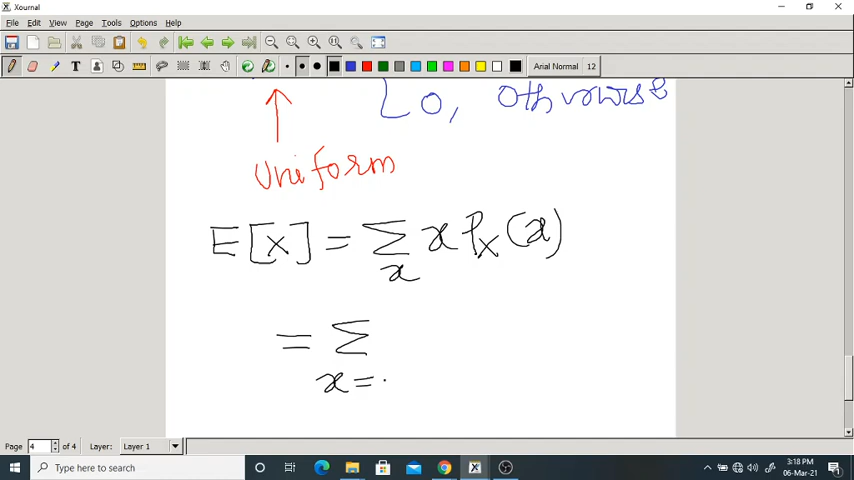 Xournal
File Edit View Page Tools Options Help
T Arial Normal 12
0, otherwise
Uniform
E[X] = Σ x P_X(x)
x
= Σ
x = .
Page 4 of 4 Layer: Layer 1
Type here to search
3:18 PM
06-Mar-21